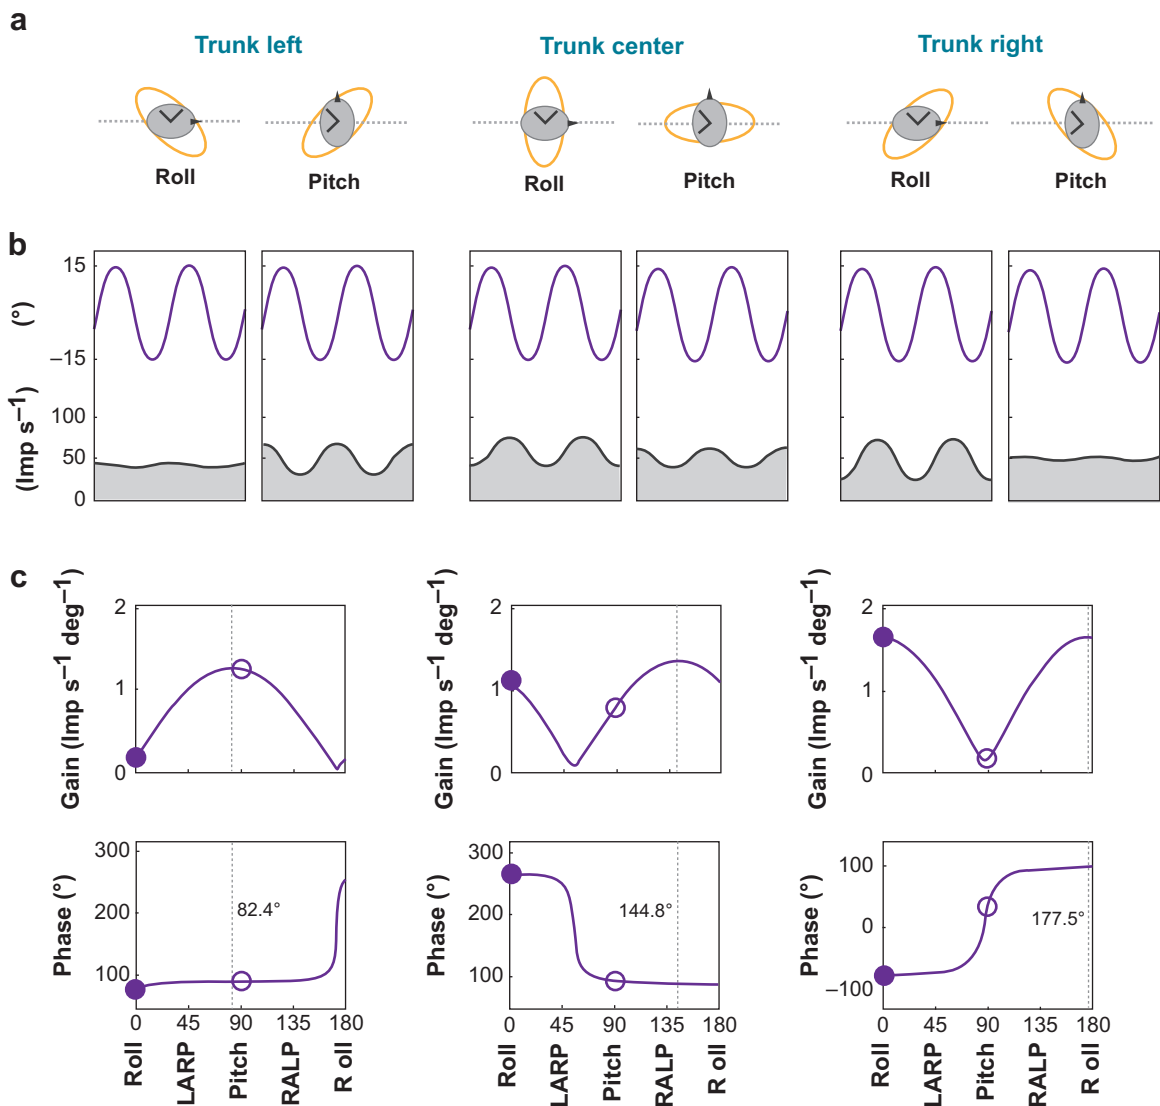 a
Trunk left
Trunk center
Trunk right
Roll
Pitch
Roll
Pitch
Roll
Pitch
b
15
(°)
–15
(Imp s–1)
100
50
0
c
Gain (Imp s–1 deg–1)
2
1
0
Gain (Imp s–1 deg–1)
2
1
0
Gain (Imp s–1 deg–1)
2
1
0
Phase (°)
300
200
100
82.4°
Phase (°)
300
200
100
144.8°
Phase (°)
100
0
–100
177.5°
0 45 90 135 180
Roll LARP Pitch RALP R oll
0 45 90 135 180
Roll LARP Pitch RALP Roll
0 45 90 135 180
Roll LARP Pitch RALP Roll